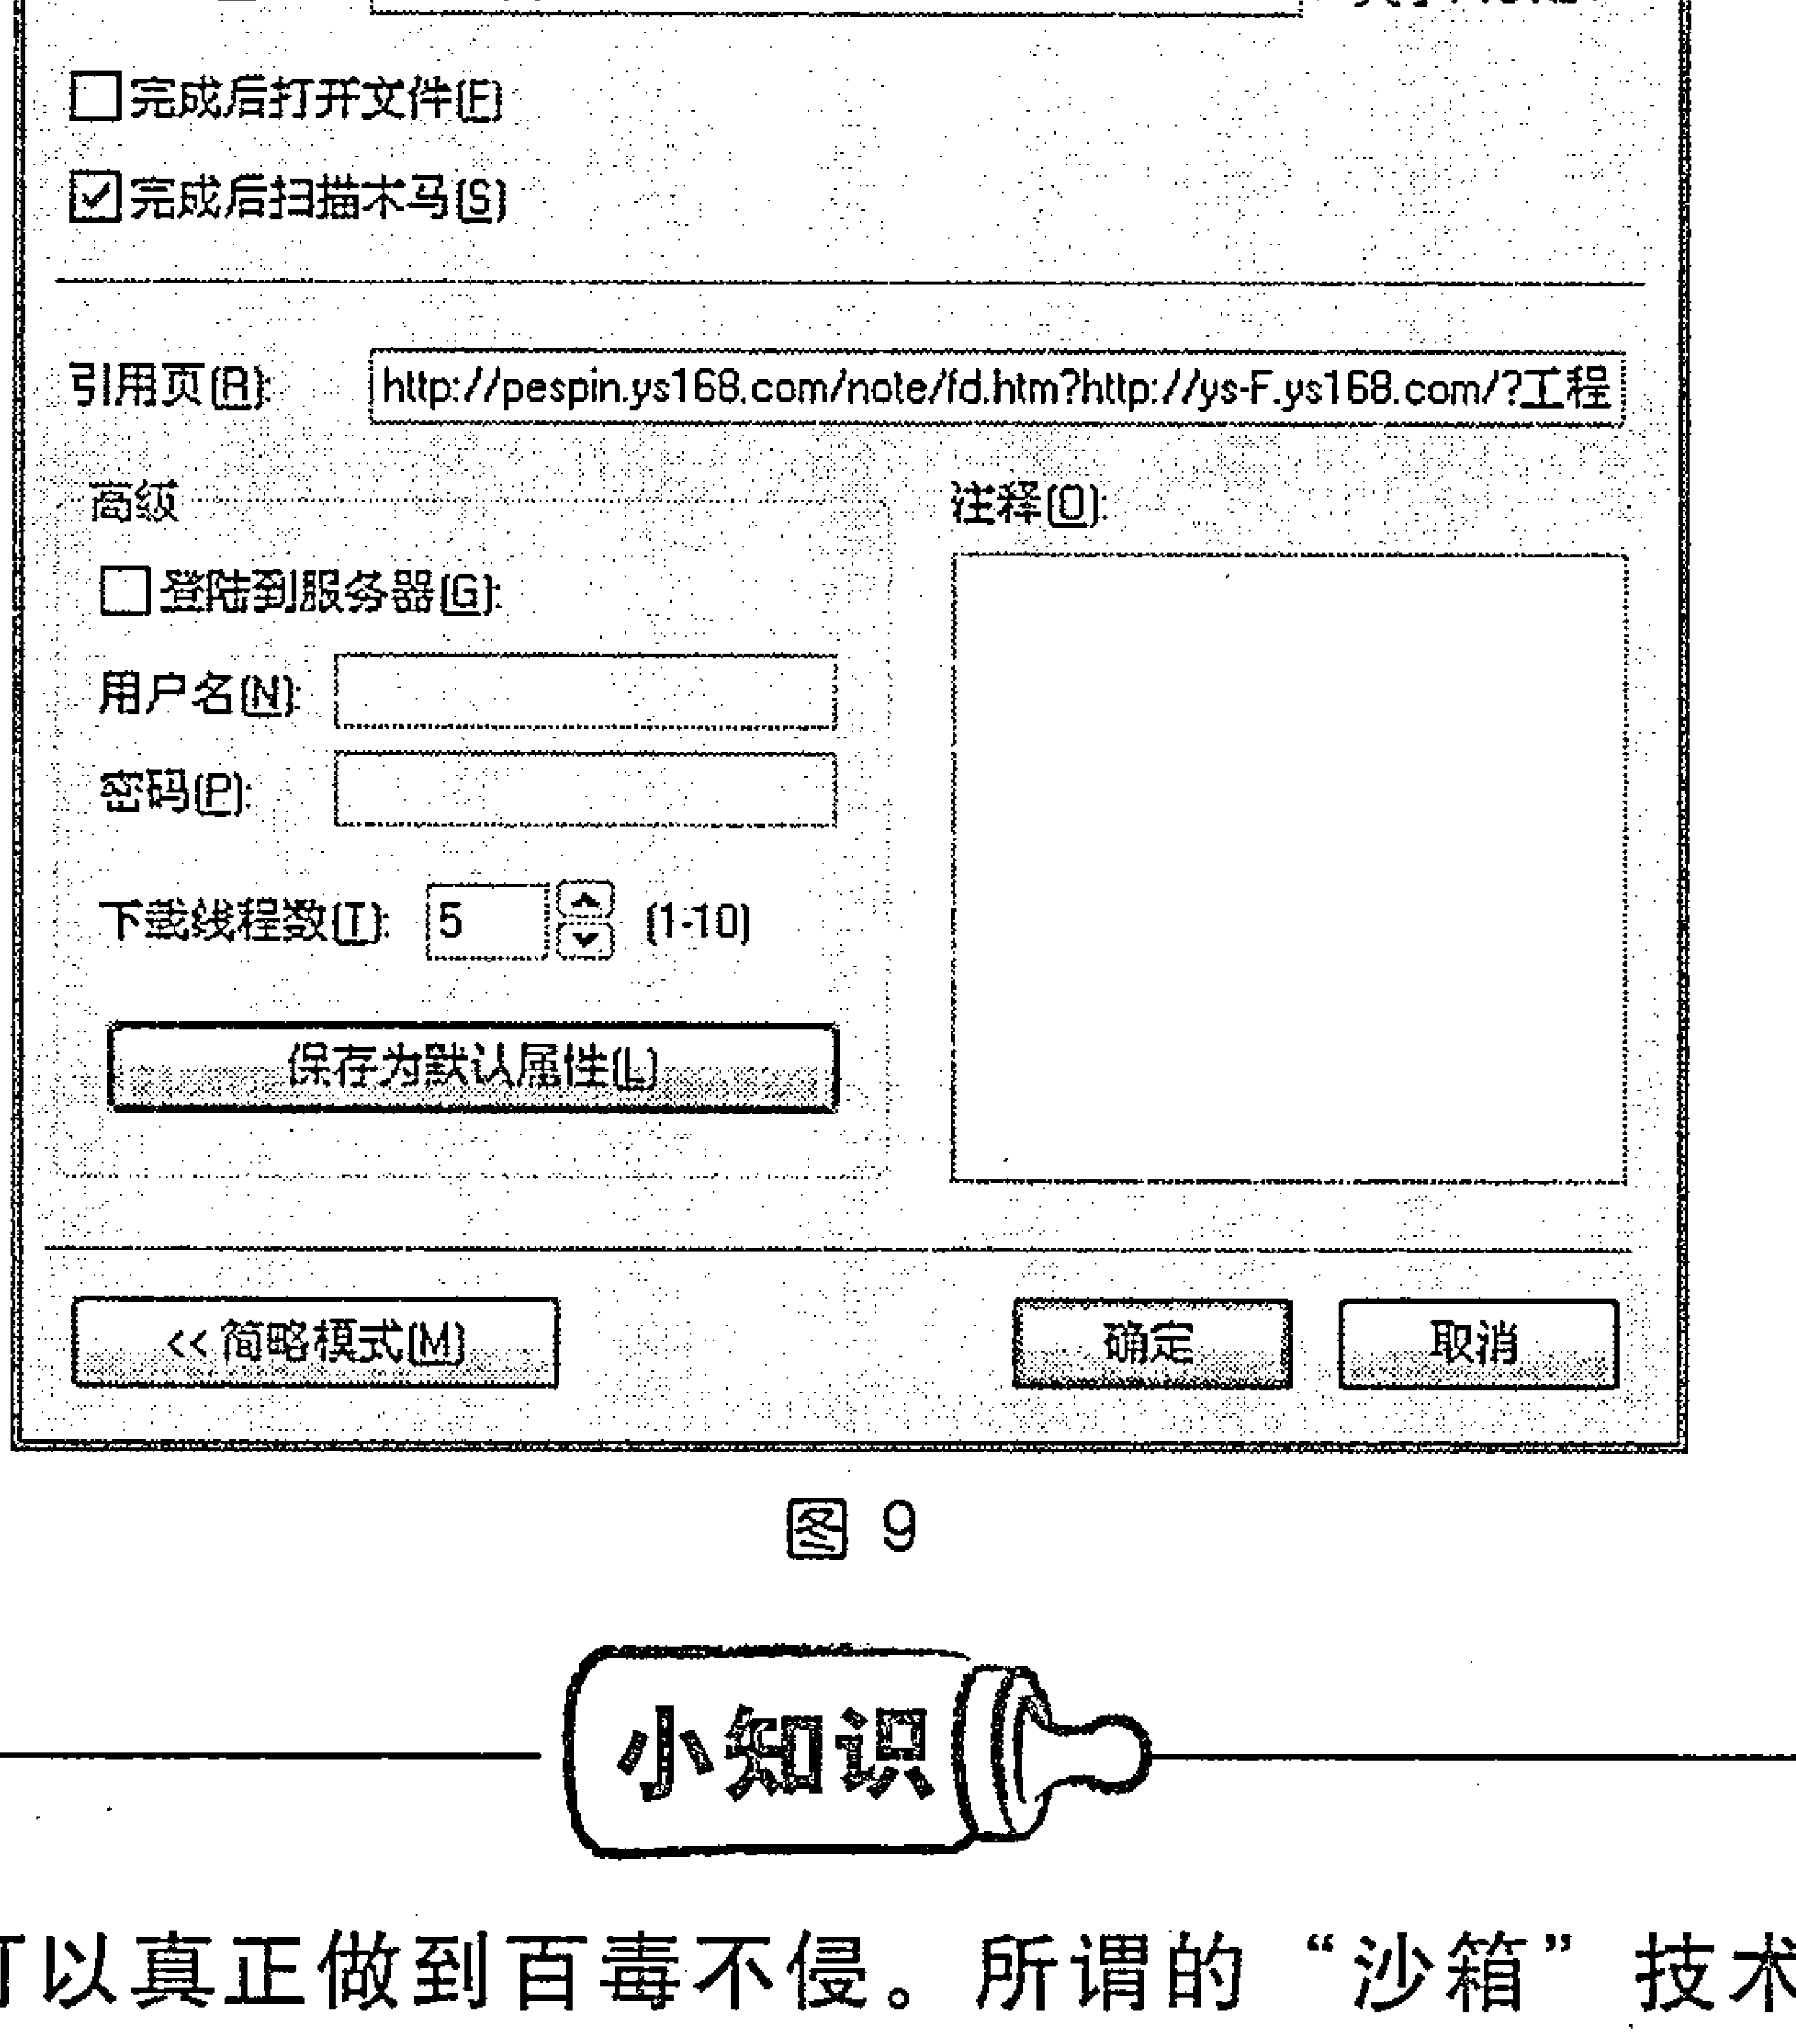 完成后打开文件(F)
完成后扫描木马(S)
引用页(R): http://pespin.ys168.com/note/fd.htm?http://ys-F.ys168.com/?工程
高级
注释(O):
登陆到服务器(G):
用户名(N):
密码(P):
下载线程数(T): 5 (1-10)
保存为默认属性(L)
<< 简略模式(M) 确定 取消
图 9
小知识
可以真正做到百毒不侵。所谓的“沙箱”技术